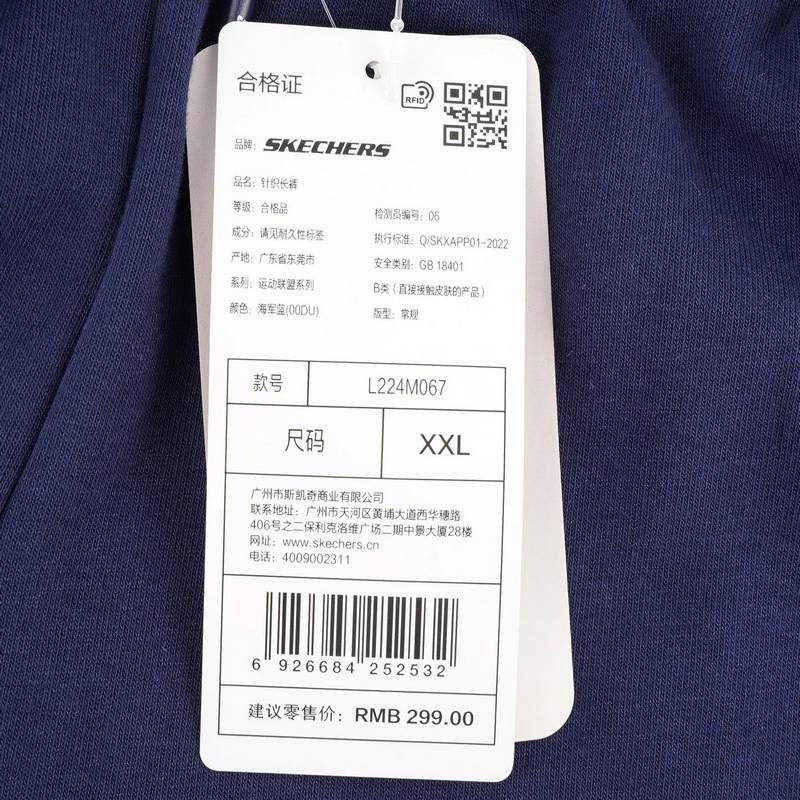 合格证
RFID
品牌: SKECHERS
品名: 针织长裤
等级: 合格品
检测员编号: 06
成分: 请见耐久性标签
执行标准: Q/SKXAPP01-2022
产地: 广东省东莞市
安全类别: GB 18401
系列: 运动联盟系列
B类 (直接接触皮肤的产品)
颜色: 海军蓝(00DU)
版型: 常规
款号 L224M067
尺码 XXL
广州市斯凯奇商业有限公司
联系地址: 广州市天河区黄埔大道西华穗路
406号之二保利克洛维广场二期中景大厦28楼
网址: www.skechers.cn
电话: 4009002311
6 926684 252532
建议零售价: RMB 299.00